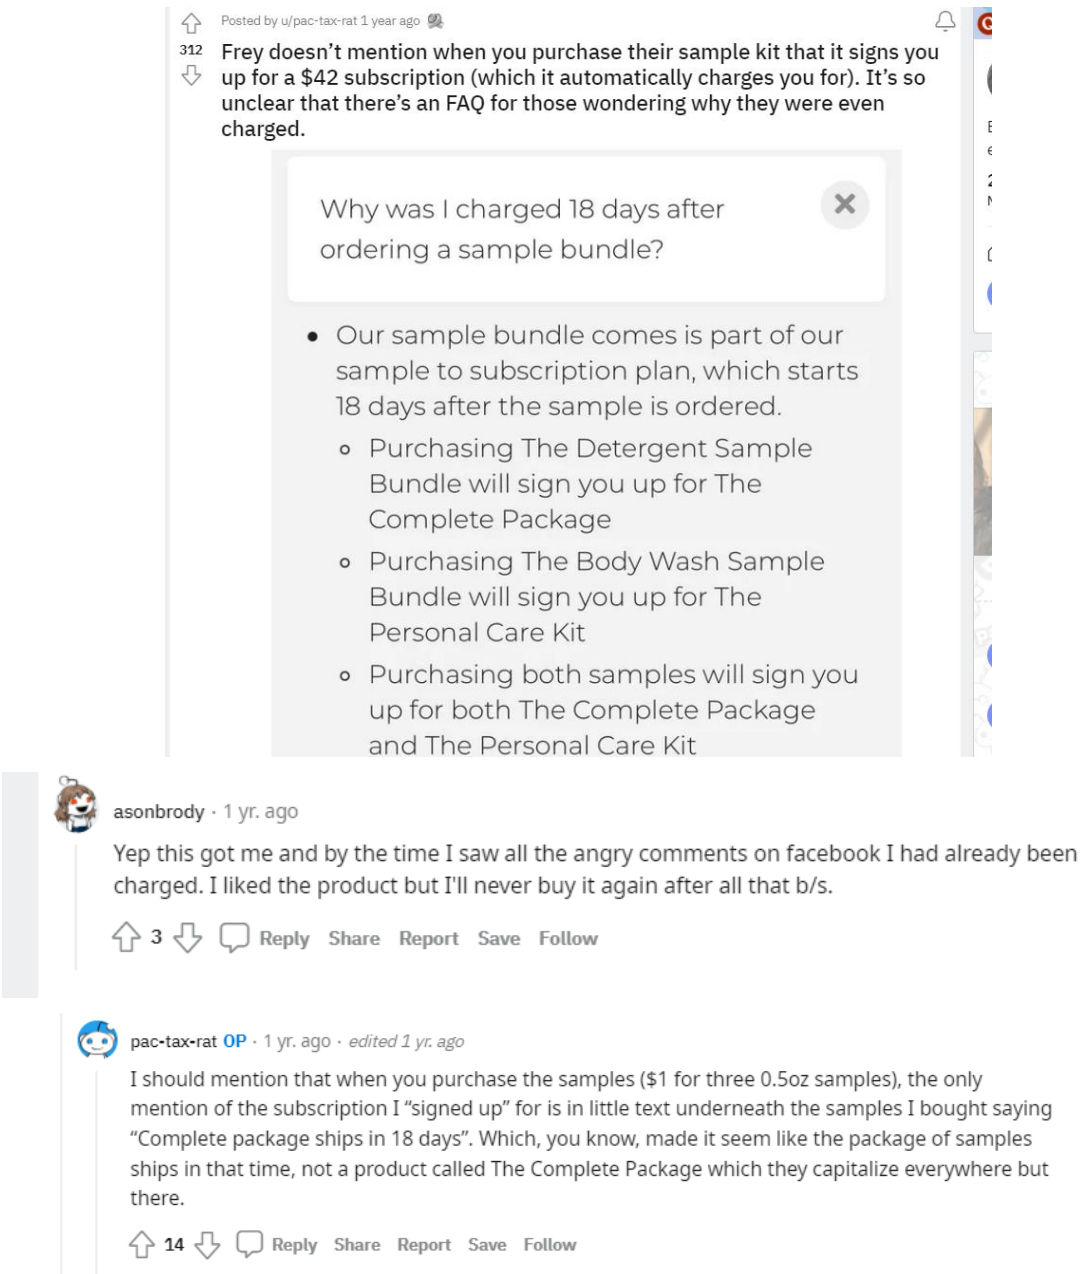 Posted by u/pac-tax-rat 1 year ago
312
Frey doesn’t mention when you purchase their sample kit that it signs you
up for a $42 subscription (which it automatically charges you for). It’s so
unclear that there’s an FAQ for those wondering why they were even
charged.
Why was I charged 18 days after
ordering a sample bundle?
• Our sample bundle comes is part of our
sample to subscription plan, which starts
18 days after the sample is ordered.
◦ Purchasing The Detergent Sample
Bundle will sign you up for The
Complete Package
◦ Purchasing The Body Wash Sample
Bundle will sign you up for The
Personal Care Kit
◦ Purchasing both samples will sign you
up for both The Complete Package
and The Personal Care Kit
asonbrody · 1 yr. ago
Yep this got me and by the time I saw all the angry comments on facebook I had already been
charged. I liked the product but I'll never buy it again after all that b/s.
3 Reply Share Report Save Follow
pac-tax-rat OP · 1 yr. ago · edited 1 yr. ago
I should mention that when you purchase the samples ($1 for three 0.5oz samples), the only
mention of the subscription I “signed up” for is in little text underneath the samples I bought saying
“Complete package ships in 18 days”. Which, you know, made it seem like the package of samples
ships in that time, not a product called The Complete Package which they capitalize everywhere but
there.
14 Reply Share Report Save Follow